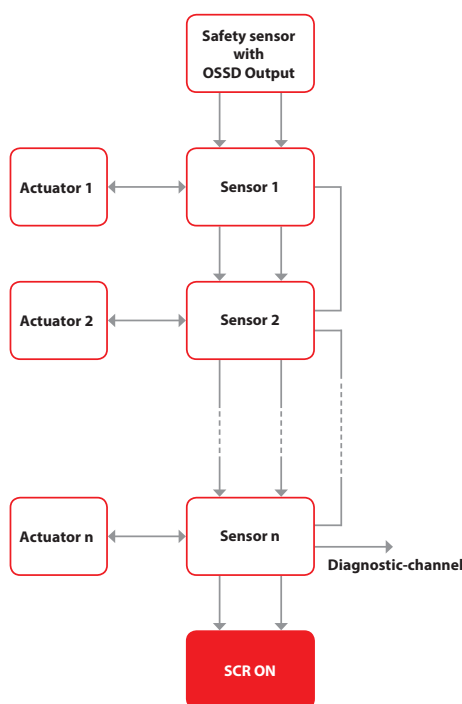 Safety sensor
with
OSSD Output
Actuator 1
Sensor 1
Actuator 2
Sensor 2
Actuator n
Sensor n
Diagnostic-channel
SCR ON